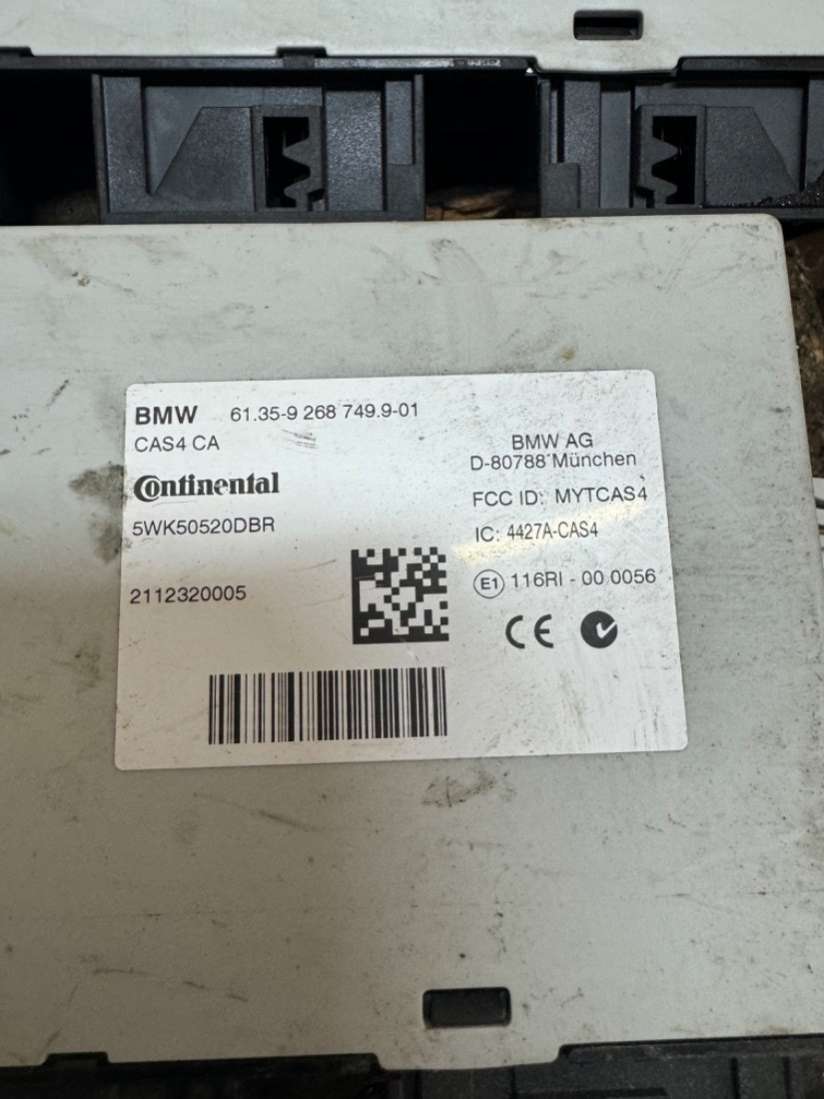 BMW 61.35-9 268 749.9-01
CAS4 CA
Continental
5WK50520DBR
2112320005
BMW AG
D-80788 München
FCC ID: MYTCAS4
IC: 4427A-CAS4
E1 116RI - 00 0056
CE